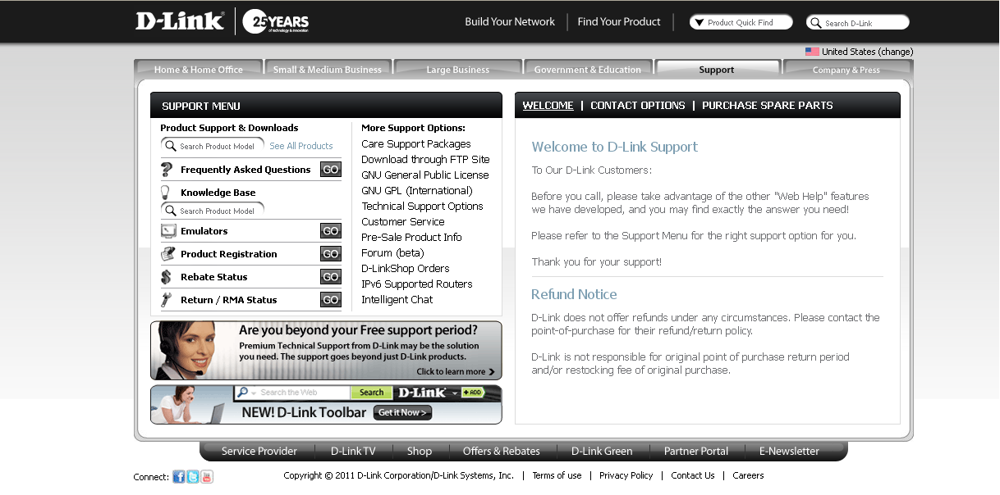 D-Link
25 YEARS
of technology & innovation
Build Your Network
Find Your Product
Product Quick Find
Search D-Link
United States (change)
Home & Home Office
Small & Medium Business
Large Business
Government & Education
Support
Company & Press
SUPPORT MENU
Product Support & Downloads
Search Product Model
See All Products
Frequently Asked Questions
GO
Knowledge Base
Search Product Model
Emulators
GO
Product Registration
GO
Rebate Status
GO
Return / RMA Status
GO
More Support Options:
Care Support Packages
Download through FTP Site
GNU General Public License
GNU GPL (International)
Technical Support Options
Customer Service
Pre-Sale Product Info
Forum (beta)
D-LinkShop Orders
IPv6 Supported Routers
Intelligent Chat
Are you beyond your Free support period?
Premium Technical Support from D-Link may be the solution
you need. The support goes beyond just D-Link products.
Click to learn more >
Search the Web
Search
D-Link
+ADD
NEW! D-Link Toolbar
Get it Now >
WELCOME | CONTACT OPTIONS | PURCHASE SPARE PARTS
Welcome to D-Link Support
To Our D-Link Customers:
Before you call, please take advantage of the other "Web Help" features
we have developed, and you may find exactly the answer you need!
Please refer to the Support Menu for the right support option for you.
Thank you for your support!
Refund Notice
D-Link does not offer refunds under any circumstances. Please contact the
point-of-purchase for their refund/return policy.
D-Link is not responsible for original point of purchase return period
and/or restocking fee of original purchase.
Service Provider
D-Link TV
Shop
Offers & Rebates
D-Link Green
Partner Portal
E-Newsletter
Connect:
Copyright © 2011 D-Link Corporation/D-Link Systems, Inc. | Terms of use | Privacy Policy | Contact Us | Careers